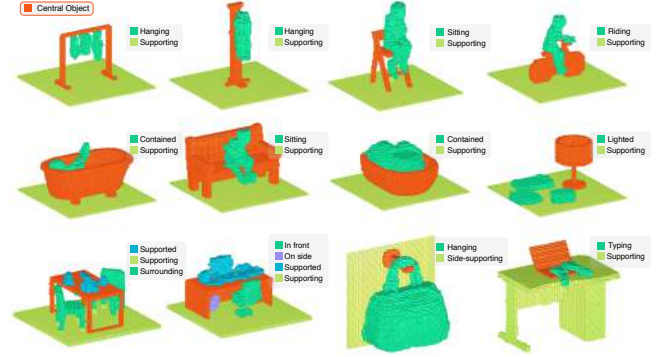 Central Object
Hanging
Supporting
Hanging
Supporting
Sitting
Supporting
Riding
Supporting
Contained
Supporting
Sitting
Supporting
Contained
Supporting
Lighted
Supporting
Supported
Supporting
Surrounding
In front
On side
Supported
Supporting
Hanging
Side-supporting
Typing
Supporting